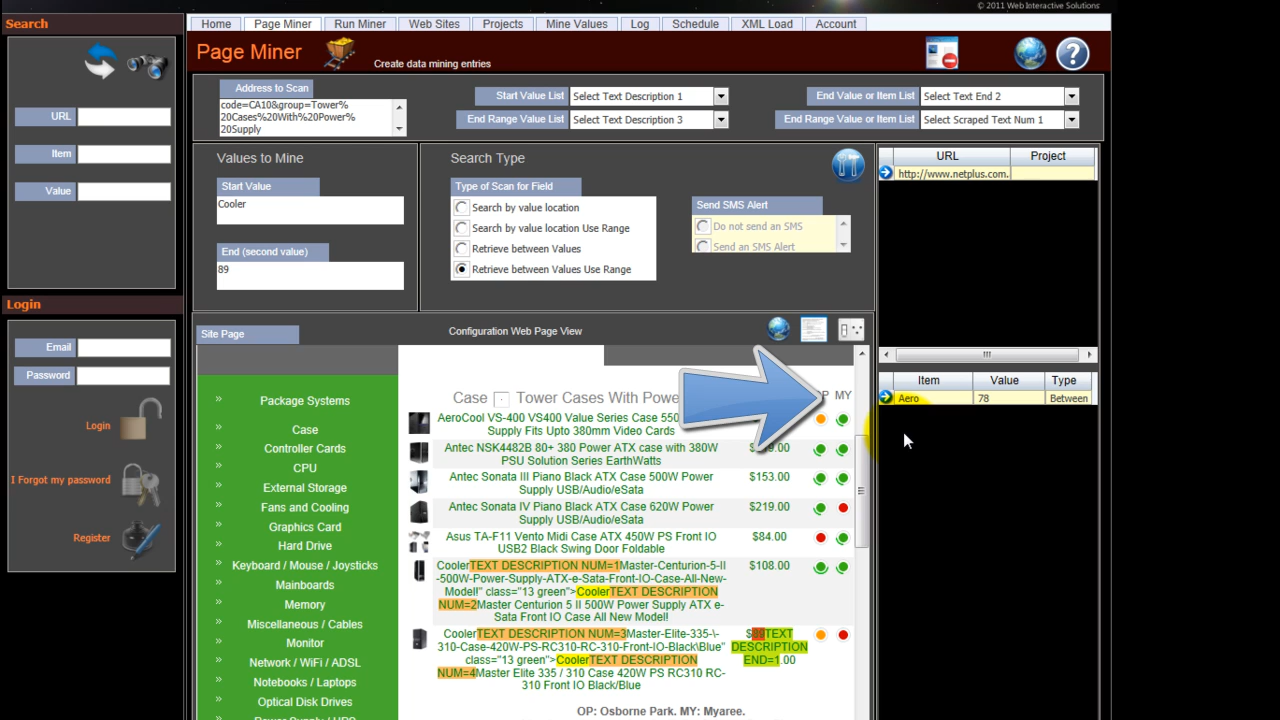 © 2011 Web Interactive Solutions
Search
URL
Item
Value
Login
Email
Password
Login
I Forgot my password
Register
Home
Page Miner
Run Miner
Web Sites
Projects
Mine Values
Log
Schedule
XML Load
Account
Page Miner
Create data mining entries
Address to Scan
code=CA10&group=Tower%
20Cases%20With%20Power%
20Supply
Start Value List
Select Text Description 1
End Range Value List
Select Text Description 3
End Value or Item List
Select Text End 2
End Range Value or Item List
Select Scraped Text Num 1
Values to Mine
Start Value
Cooler
End (second value)
89
Search Type
Type of Scan for Field
Search by value location
Search by value location Use Range
Retrieve between Values
Retrieve between Values Use Range
Send SMS Alert
Do not send an SMS
Send an SMS Alert
URL
Project
http://www.netplus.com.
Item
Value
Type
Aero
78
Between
Site Page
Configuration Web Page View
Package Systems
Case
Controller Cards
CPU
External Storage
Fans and Cooling
Graphics Card
Hard Drive
Keyboard / Mouse / Joysticks
Mainboards
Memory
Miscellaneous / Cables
Monitor
Network / WiFi / ADSL
Notebooks / Laptops
Optical Disk Drives
Power Supply / UPS
Case
Tower Cases With Powe
P
MY
AeroCool VS-400 VS400 Value Series Case 550
Supply Fits Upto 380mm Video Cards
Antec NSK4482B 80+ 380 Power ATX case with 380W
PSU Solution Series EarthWatts
Antec Sonata III Piano Black ATX Case 500W Power
Supply USB/Audio/eSata
$153.00
Antec Sonata IV Piano Black ATX Case 620W Power
Supply USB/Audio/eSata
$219.00
Asus TA-F11 Vento Midi Case ATX 450W PS Front IO
USB2 Black Swing Door Foldable
$84.00
CoolerTEXT DESCRIPTION NUM=1Master-Centurion-5-II
-500W-Power-Supply-ATX-e-Sata-Front-IO-Case-All-New-
Model!" class="13 green">CoolerTEXT DESCRIPTION
NUM=2Master Centurion 5 II 500W Power Supply ATX e-
Sata Front IO Case All New Model!
$108.00
CoolerTEXT DESCRIPTION NUM=3Master-Elite-335-\-
310-Case-420W-PS-RC310-RC-310-Front-IO-Black\Blue"
class="13 green">CoolerTEXT DESCRIPTION
NUM=4Master Elite 335 / 310 Case 420W PS RC310 RC-
310 Front IO Black/Blue
$89TEXT
DESCRIPTION
END=1.00
OP: Osborne Park. MY: Myaree.